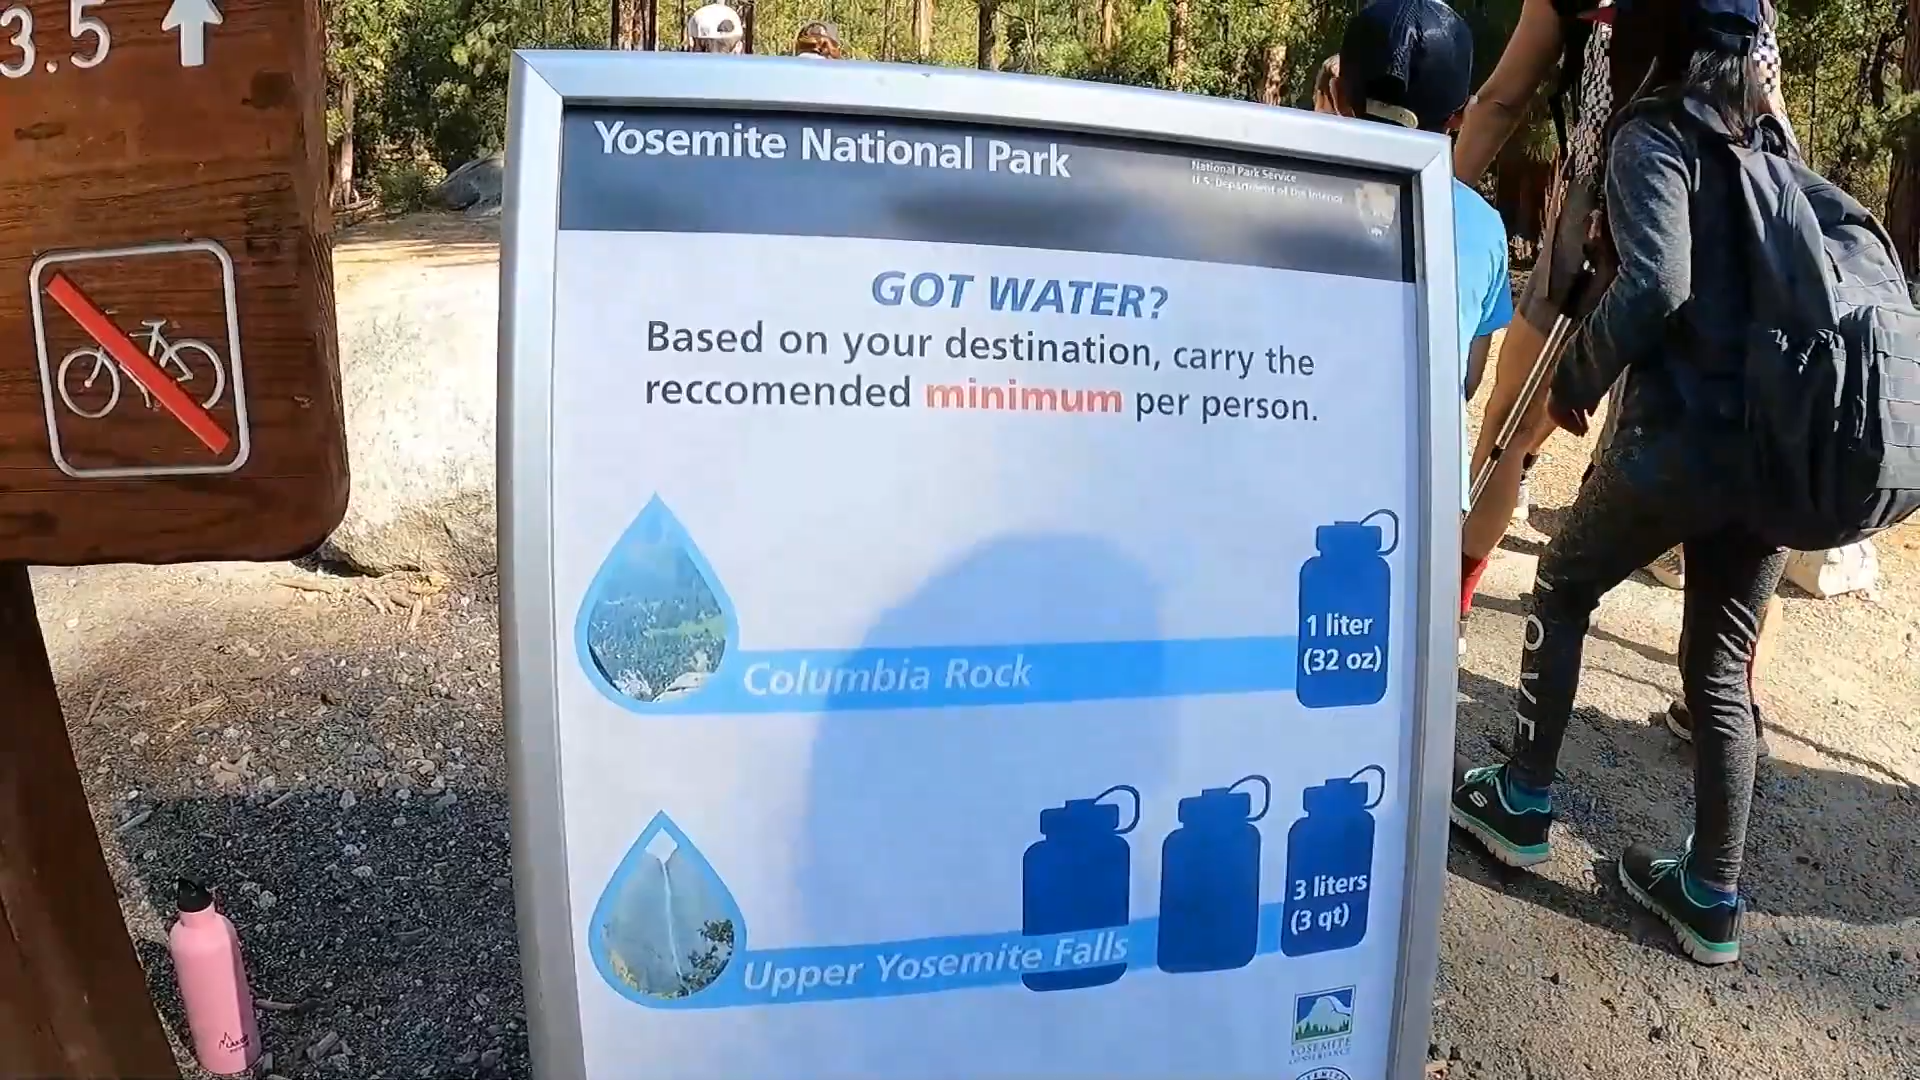 3.5
Yosemite National Park
National Park Service
U.S. Department of the Interior
GOT WATER?
Based on your destination, carry the
reccomended minimum per person.
1 liter
(32 oz)
Columbia Rock
3 liters
(3 qt)
Upper Yosemite Falls
YOSEMITE
CONSERVANCY
LOVE
S